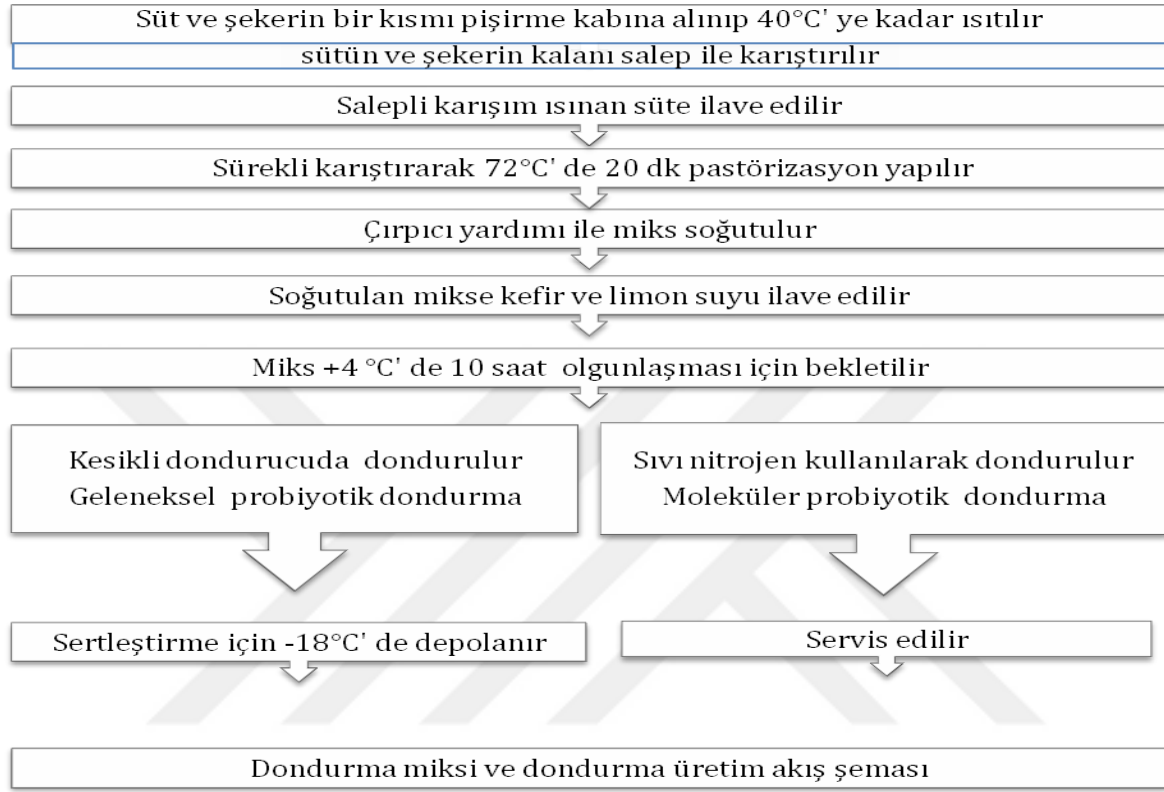 Süt ve şekerin bir kısmı pişirme kabına alınıp 40°C' ye kadar ısıtılır
sütün ve şekerin kalanı salep ile karıştırılır
Salepli karışım ısınan süte ilave edilir
Sürekli karıştırarak 72°C' de 20 dk pastörizasyon yapılır
Çırpıcı yardımı ile miks soğutulur
Soğutulan mikse kefir ve limon suyu ilave edilir
Miks +4 °C' de 10 saat olgunlaşması için bekletilir
Kesikli dondurucuda dondurulur
Geleneksel probiyotik dondurma
Sıvı nitrojen kullanılarak dondurulur
Moleküler probiyotik dondurma
Sertleştirme için -18°C' de depolanır
Servis edilir
Dondurma miksi ve dondurma üretim akış şeması